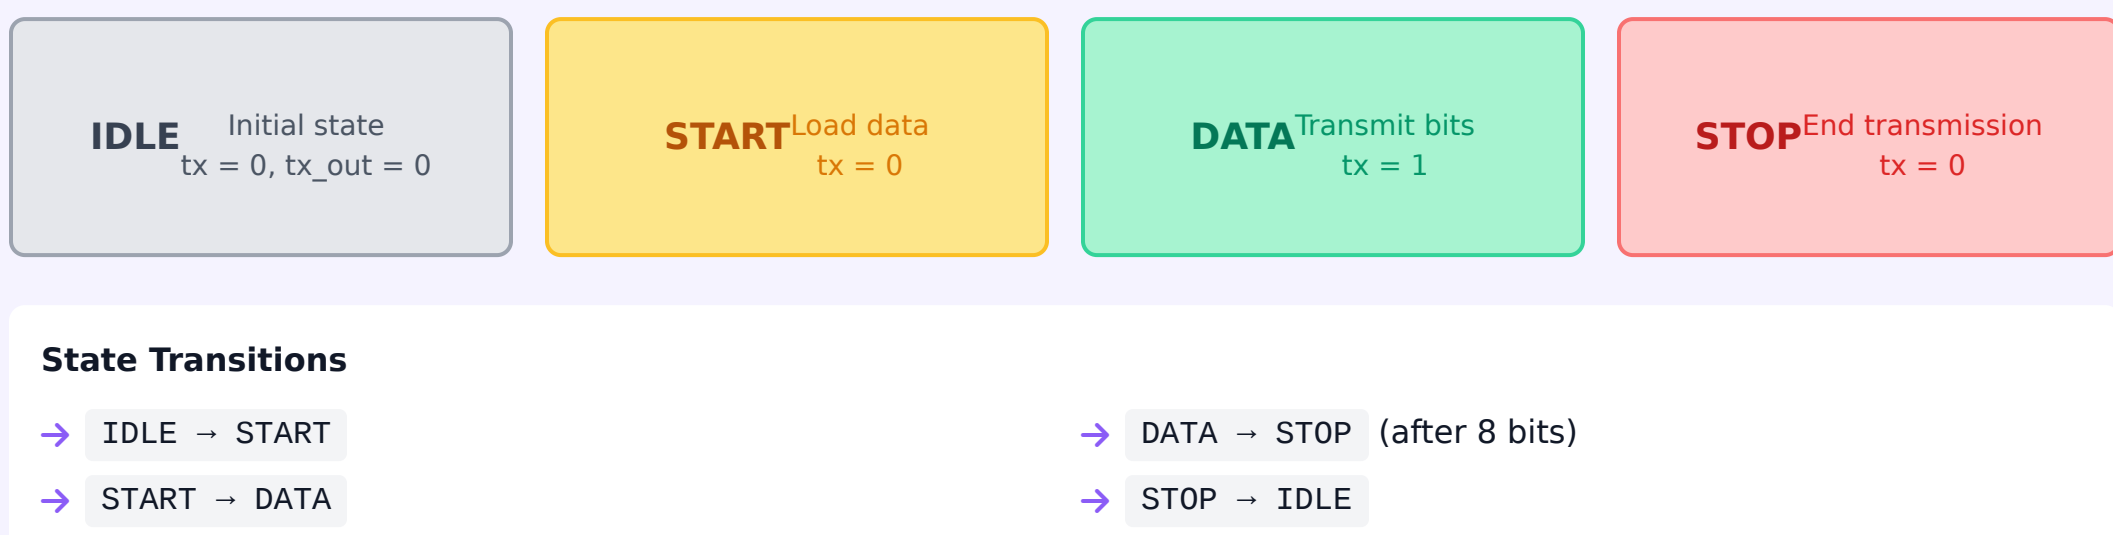 IDLE
Initial state
tx = 0, tx_out = 0
START
Load data
tx = 0
DATA
Transmit bits
tx = 1
STOP
End transmission
tx = 0
State Transitions
→ IDLE → START
→ START → DATA
→ DATA → STOP (after 8 bits)
→ STOP → IDLE